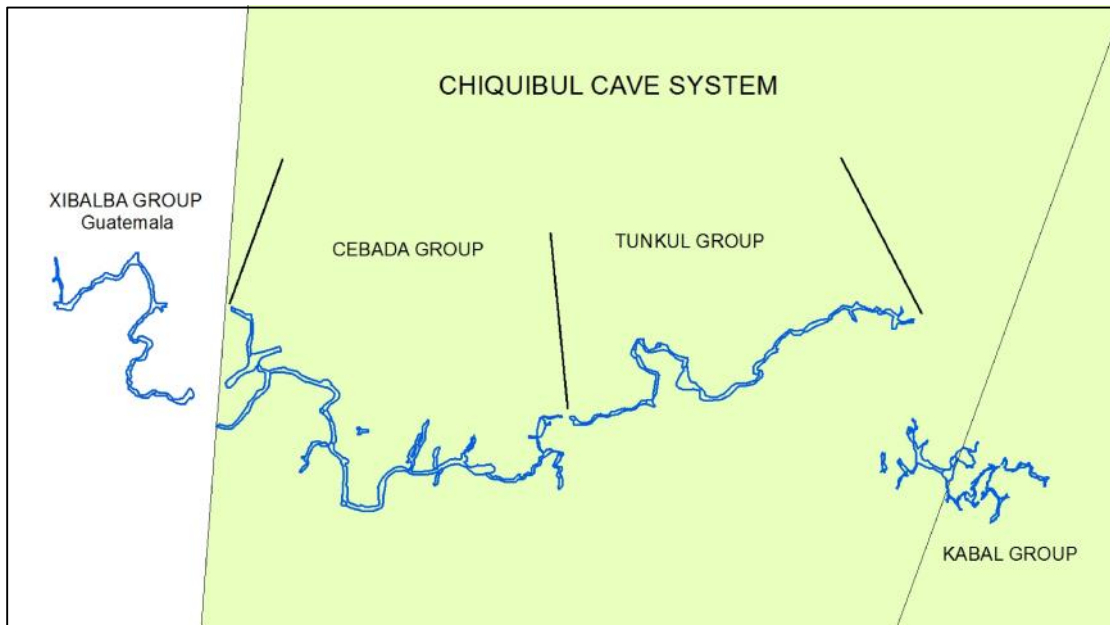 CHIQUIBUL CAVE SYSTEM
XIBALBA GROUP
Guatemala
CEBADA GROUP
TUNKUL GROUP
KABAL GROUP